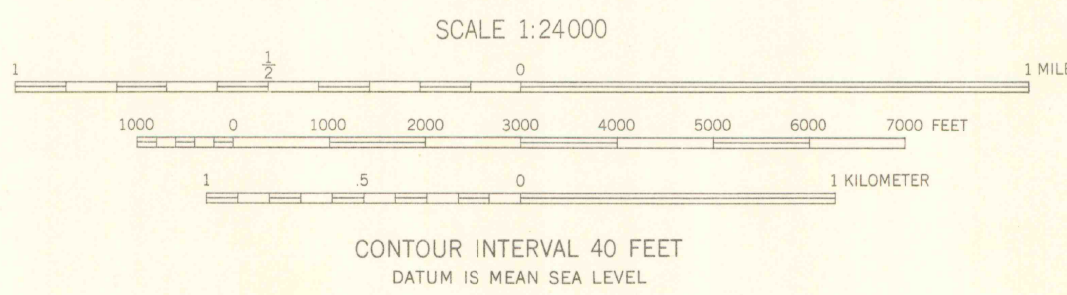 SCALE 1:24000
1 1/2 0 1 MILE
1000 0 1000 2000 3000 4000 5000 6000 7000 FEET
1 .5 0 1 KILOMETER
CONTOUR INTERVAL 40 FEET
DATUM IS MEAN SEA LEVEL